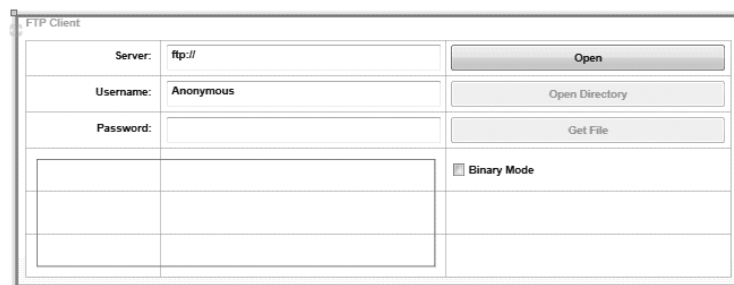 FTP Client
Server: ftp:// Open
Username: Anonymous Open Directory
Password: Get File
Binary Mode